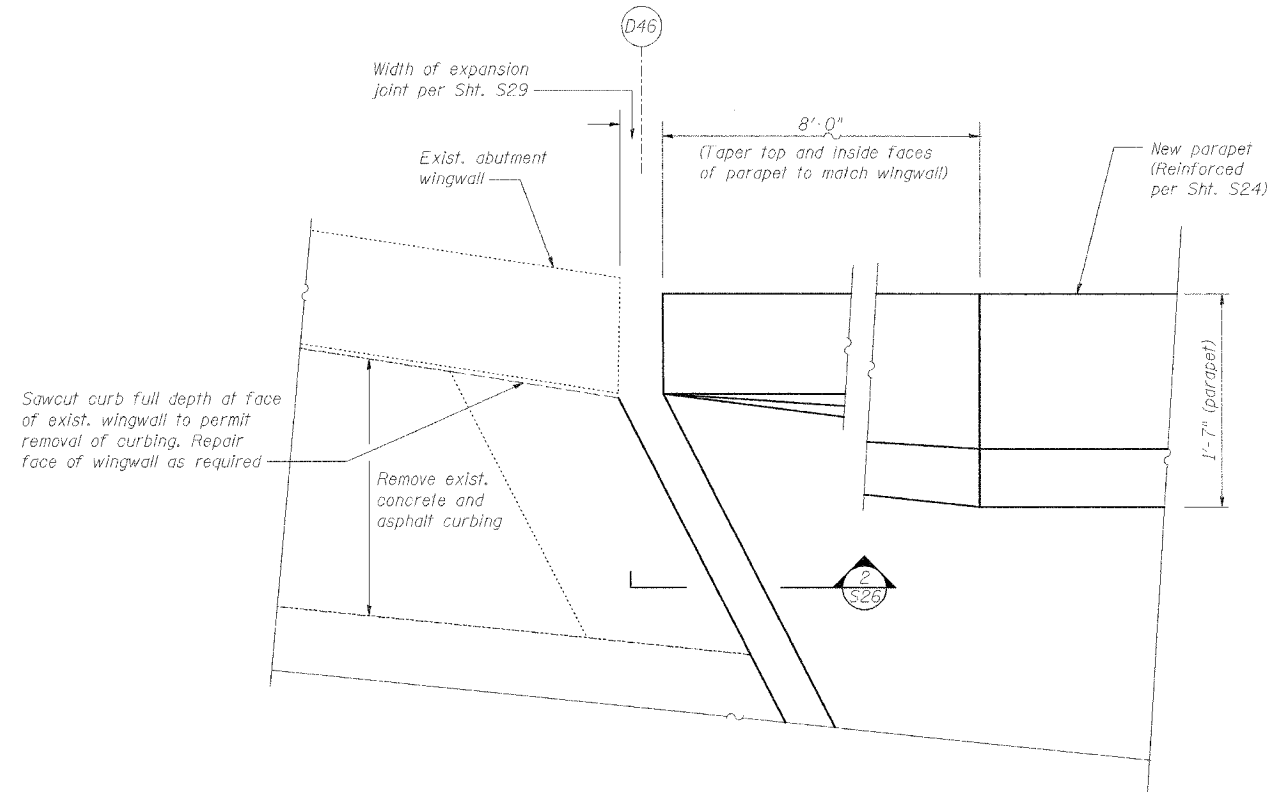 D46
Width of expansion
joint per Sht. S29
8'-0"
(Taper top and inside faces
of parapet to match wingwall)
New parapet
(Reinforced
per Sht. S24)
Exist. abutment
wingwall
1'-7" (parapet)
Sawcut curb full depth at face
of exist. wingwall to permit
removal of curbing. Repair
face of wingwall as required
Remove exist.
concrete and
asphalt curbing
2
S26